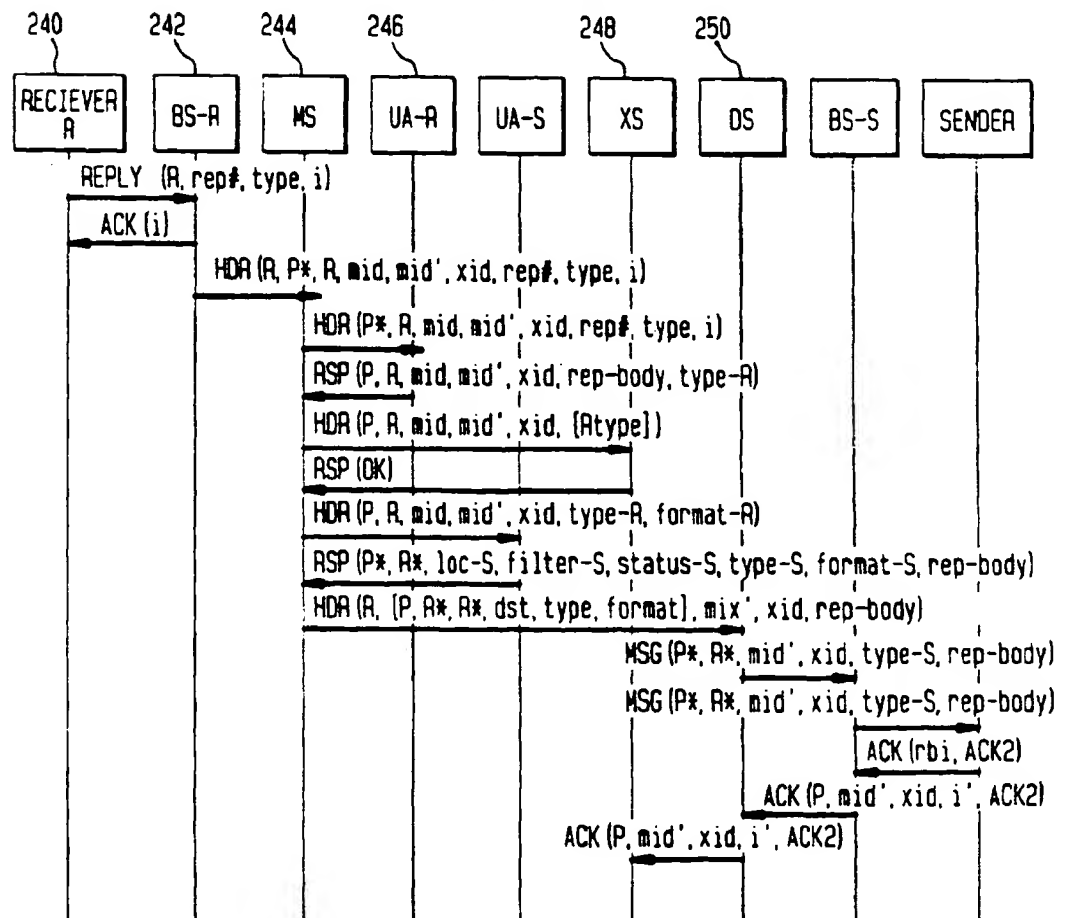 240 242 244 246 248 250
RECIEVER R BS-R MS UA-R UA-S XS DS BS-S SENDER
REPLY (R, rep#, type, i)
ACK (i)
HDR (R, P*, R, mid, mid', xid, rep#, type, i)
HDR (P*, R, mid, mid', xid, rep#, type, i)
RSP (P, R, mid, mid', xid, rep-body, type-R)
HDR (P, R, mid, mid', xid, {Rtype})
RSP (OK)
HDR (P, R, mid, mid', xid, type-R, format-R)
RSP (P*, R*, loc-S, filter-S, status-S, type-S, format-S, rep-body)
HDR (R, [P, R*, R*, dst, type, format], mix', xid, rep-body)
MSG (P*, R*, mid', xid, type-S, rep-body)
MSG (P*, R*, mid', xid, type-S, rep-body)
ACK (rbi, ACK2)
ACK (P, mid', xid, i', ACK2)
ACK (P, mid', xid, i', ACK2)